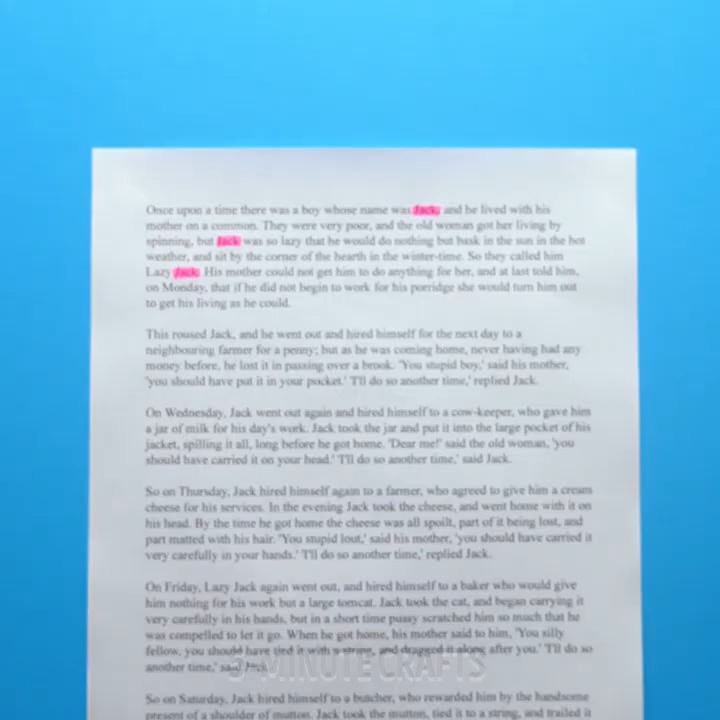 Once upon a time there was a boy whose name was Jack, and he lived with his
mother on a common. They were very poor, and the old woman got her living by
spinning, but Jack was so lazy that he would do nothing but bask in the sun in the hot
weather, and sit by the corner of the hearth in the winter-time. So they called him
Lazy Jack. His mother could not get him to do anything for her, and at last told him,
on Monday, that if he did not begin to work for his porridge she would turn him out
to get his living as he could.
This roused Jack, and he went out and hired himself for the next day to a
neighbouring farmer for a penny; but as he was coming home, never having had any
money before, he lost it in passing over a brook. 'You stupid boy,' said his mother,
'you should have put it in your pocket.' 'I'll do so another time,' replied Jack.
On Wednesday, Jack went out again and hired himself to a cow-keeper, who gave him
a jar of milk for his day's work. Jack took the jar and put it into the large pocket of his
jacket, spilling it all, long before he got home. 'Dear me!' said the old woman, 'you
should have carried it on your head.' 'I'll do so another time,' said Jack.
So on Thursday, Jack hired himself again to a farmer, who agreed to give him a cream
cheese for his services. In the evening Jack took the cheese, and went home with it on
his head. By the time he got home the cheese was all spoilt, part of it being lost, and
part matted with his hair. 'You stupid lout,' said his mother, 'you should have carried it
very carefully in your hands.' 'I'll do so another time,' replied Jack.
On Friday, Lazy Jack again went out, and hired himself to a baker who would give
him nothing for his work but a large tomcat. Jack took the cat, and began carrying it
very carefully in his hands, but in a short time pussy scratched him so much that he
was compelled to let it go. When he got home, his mother said to him, 'You silly
fellow, you should have tied it with a string, and dragged it along after you.' 'I'll do so
another time,' said Jack.
5-MINUTE CRAFTS
So on Saturday, Jack hired himself to a butcher, who rewarded him by the handsome
present of a shoulder of mutton. Jack took the mutton, tied it to a string, and trailed it